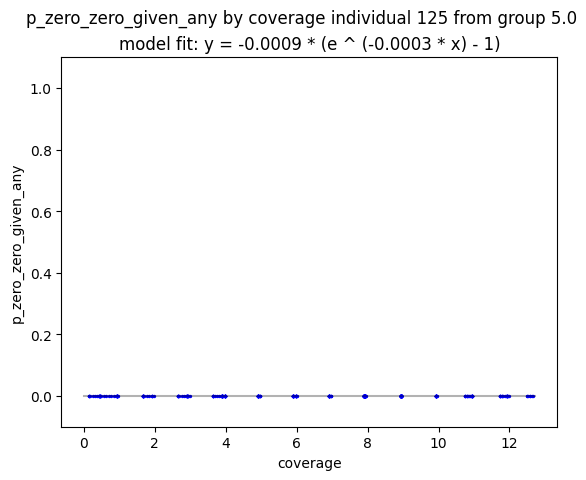 p_zero_zero_given_any by coverage individual 125 from group 5.0
model fit: y = -0.0009 * (e ^ (-0.0003 * x) - 1)
1.0
0.8
0.6
0.4
0.2
0.0
p_zero_zero_given_any
0 2 4 6 8 10 12
coverage